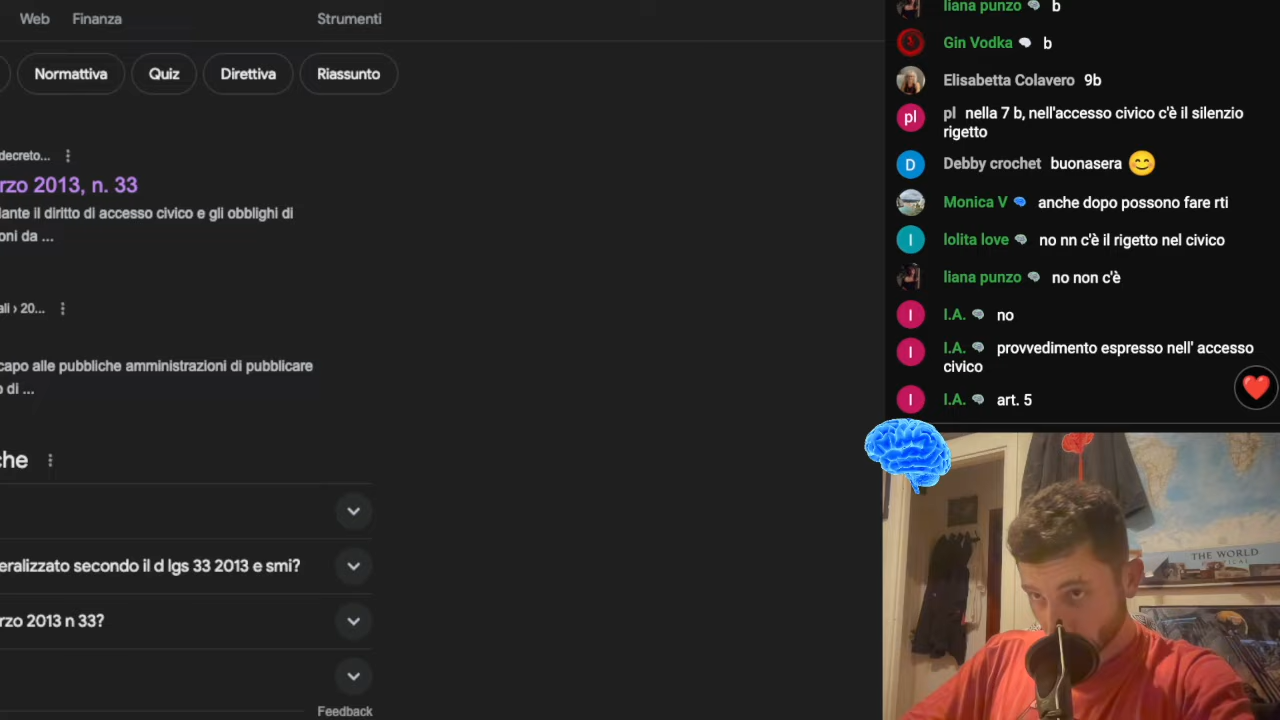 Web Finanza Strumenti
Normattiva Quiz Direttiva Riassunto
decreto...
rzo 2013, n. 33
ante il diritto di accesso civico e gli obblighi di
oni da ...
ali › 20...
capo alle pubbliche amministrazioni di pubblicare
o di ...
che
eralizzato secondo il d lgs 33 2013 e smi?
rzo 2013 n 33?
Feedback
liana punzo b
Gin Vodka b
Elisabetta Colavero 9b
pl pl nella 7 b, nell'accesso civico c'è il silenzio
rigetto
D Debby crochet buonasera
Monica V anche dopo possono fare rti
l lolita love no nn c'è il rigetto nel civico
liana punzo no non c'è
I I.A. no
I I.A. provvedimento espresso nell' accesso
civico
I I.A. art. 5
THE WORLD